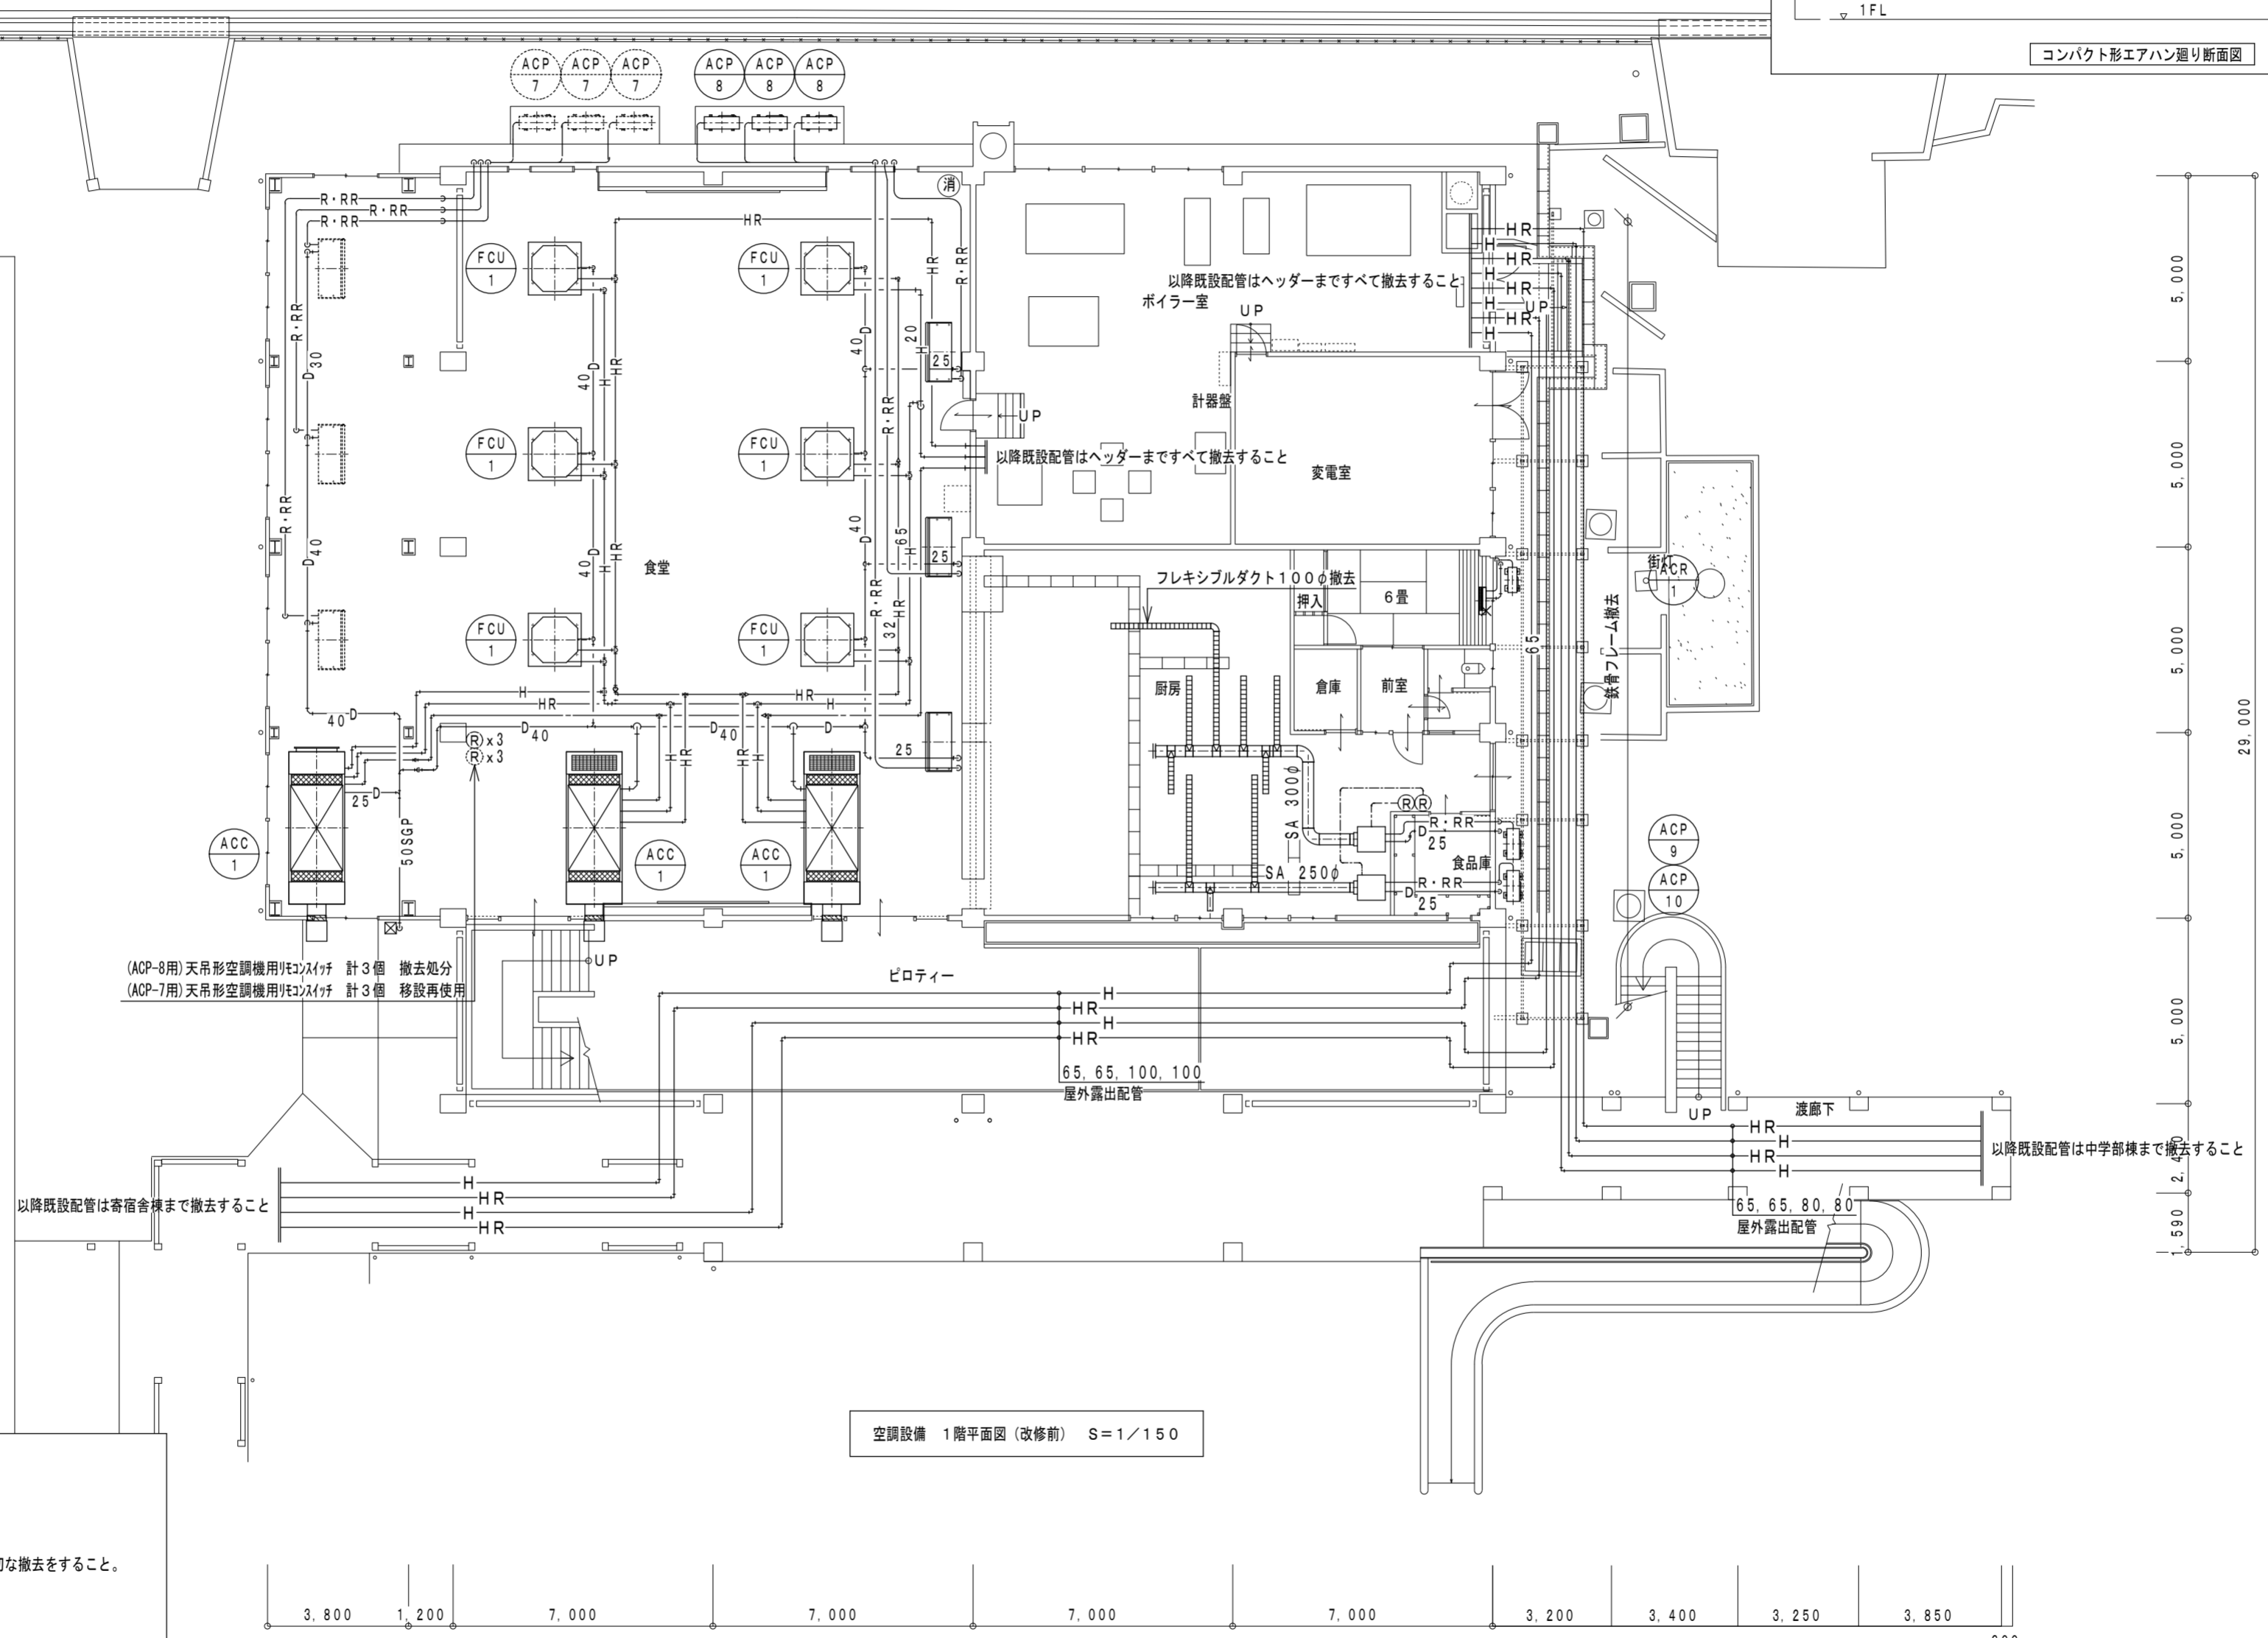 1FL
コンパクト形エアハン廻り断面図
ACP
7
ACP
7
ACP
7
ACP
8
ACP
8
ACP
8
消
R・RR
R・RR
R・RR
HR
HR
R・RR
R・RR
FCU
1
FCU
1
HR
H
HR
H
HR
H
HR
H
UP
以降既設配管はヘッダーまですべて撤去すること
ボイラー室
UP
D 30
40 D
H
HR
40 D
20
H
25
R・RR
計器盤
UP
FCU
1
FCU
1
以降既設配管はヘッダーまですべて撤去すること
変電室
R・RR
D 40
食堂
40 D
H
HR
D 40
65
H
25
フレキシブルダクト100φ撤去
押入
6畳
街灯
ACR
1
鉄骨フレーム撤去
65
FCU
1
FCU
1
R・RR
32
HR
厨房
倉庫
前室
H
HR
HR
H
40 D
D 40
D 40
D
R x3
R x3
25
25 D
50SGP
H
HR
HR
H
SA 300φ
R R
R・RR
D
25
食品庫
SA 250φ
R・RR
D
25
ACC
1
ACC
1
ACC
1
ACP
9
ACP
10
(ACP-8用)天吊形空調機用リモコンスイッチ 計3個 撤去処分
(ACP-7用)天吊形空調機用リモコンスイッチ 計3個 移設再使用
UP
ピロティー
H
HR
H
HR
65, 65, 100, 100
屋外露出配管
UP
渡廊下
HR
H
HR
H
以降既設配管は中学部棟まで撤去すること
65, 65, 80, 80
屋外露出配管
以降既設配管は寄宿舎棟まで撤去すること
H
HR
H
HR
5,000
5,000
5,000
5,000
5,000
1,590
29,000
空調設備 1階平面図(改修前) S=1/150
な撤去をすること。
3,800
1,200
7,000
7,000
7,000
7,000
3,200
3,400
3,250
3,850